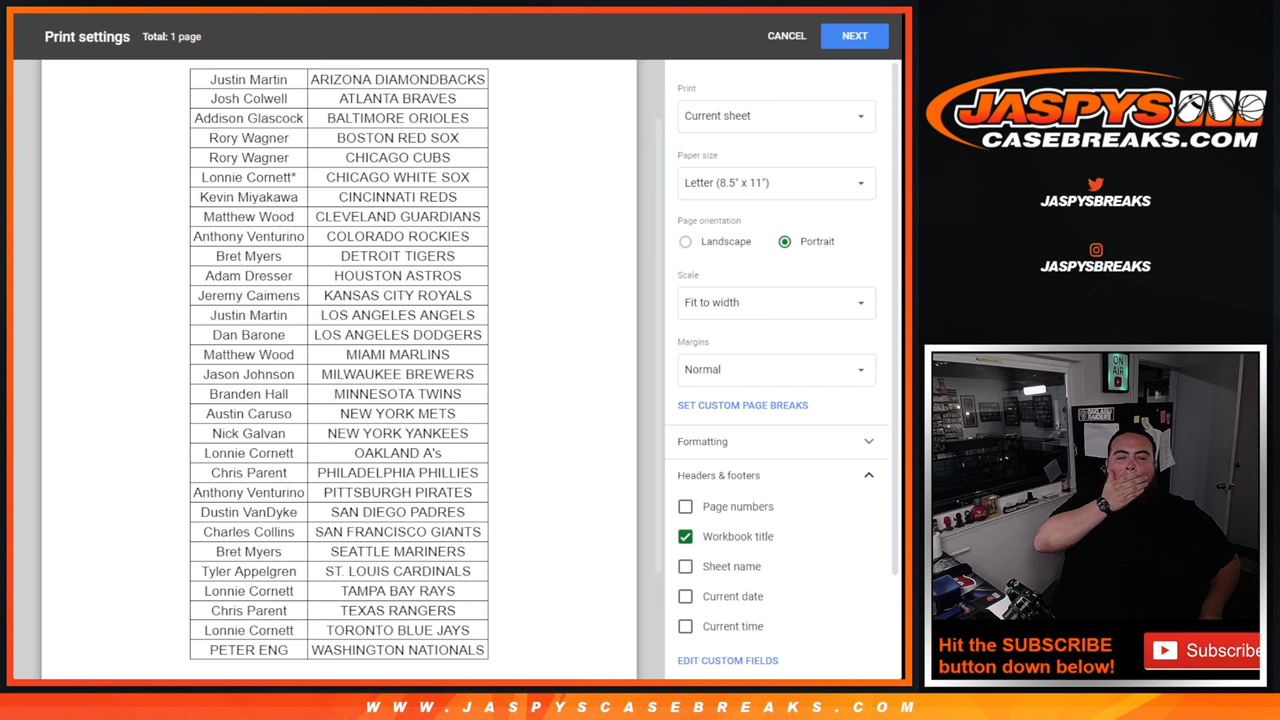 Print settings Total: 1 page CANCEL NEXT
Justin Martin ARIZONA DIAMONDBACKS
Josh Colwell ATLANTA BRAVES
Addison Glascock BALTIMORE ORIOLES
Rory Wagner BOSTON RED SOX
Rory Wagner CHICAGO CUBS
Lonnie Cornett* CHICAGO WHITE SOX
Kevin Miyakawa CINCINNATI REDS
Matthew Wood CLEVELAND GUARDIANS
Anthony Venturino COLORADO ROCKIES
Bret Myers DETROIT TIGERS
Adam Dresser HOUSTON ASTROS
Jeremy Caimens KANSAS CITY ROYALS
Justin Martin LOS ANGELES ANGELS
Dan Barone LOS ANGELES DODGERS
Matthew Wood MIAMI MARLINS
Jason Johnson MILWAUKEE BREWERS
Branden Hall MINNESOTA TWINS
Austin Caruso NEW YORK METS
Nick Galvan NEW YORK YANKEES
Lonnie Cornett OAKLAND A's
Chris Parent PHILADELPHIA PHILLIES
Anthony Venturino PITTSBURGH PIRATES
Dustin VanDyke SAN DIEGO PADRES
Charles Collins SAN FRANCISCO GIANTS
Bret Myers SEATTLE MARINERS
Tyler Appelgren ST. LOUIS CARDINALS
Lonnie Cornett TAMPA BAY RAYS
Chris Parent TEXAS RANGERS
Lonnie Cornett TORONTO BLUE JAYS
PETER ENG WASHINGTON NATIONALS
Print
Current sheet
Paper size
Letter (8.5" x 11")
Page orientation
Landscape Portrait
Scale
Fit to width
Margins
Normal
SET CUSTOM PAGE BREAKS
Formatting
Headers & footers
Page numbers
Workbook title
Sheet name
Current date
Current time
EDIT CUSTOM FIELDS
JASPYS
CASEBREAKS.COM
JASPYSBREAKS
JASPYSBREAKS
ON
AIR
OAKLAND
RAIDERS
Hit the SUBSCRIBE
button down below!
Subscribe
WWW.JASPYSCASEBREAKS.COM